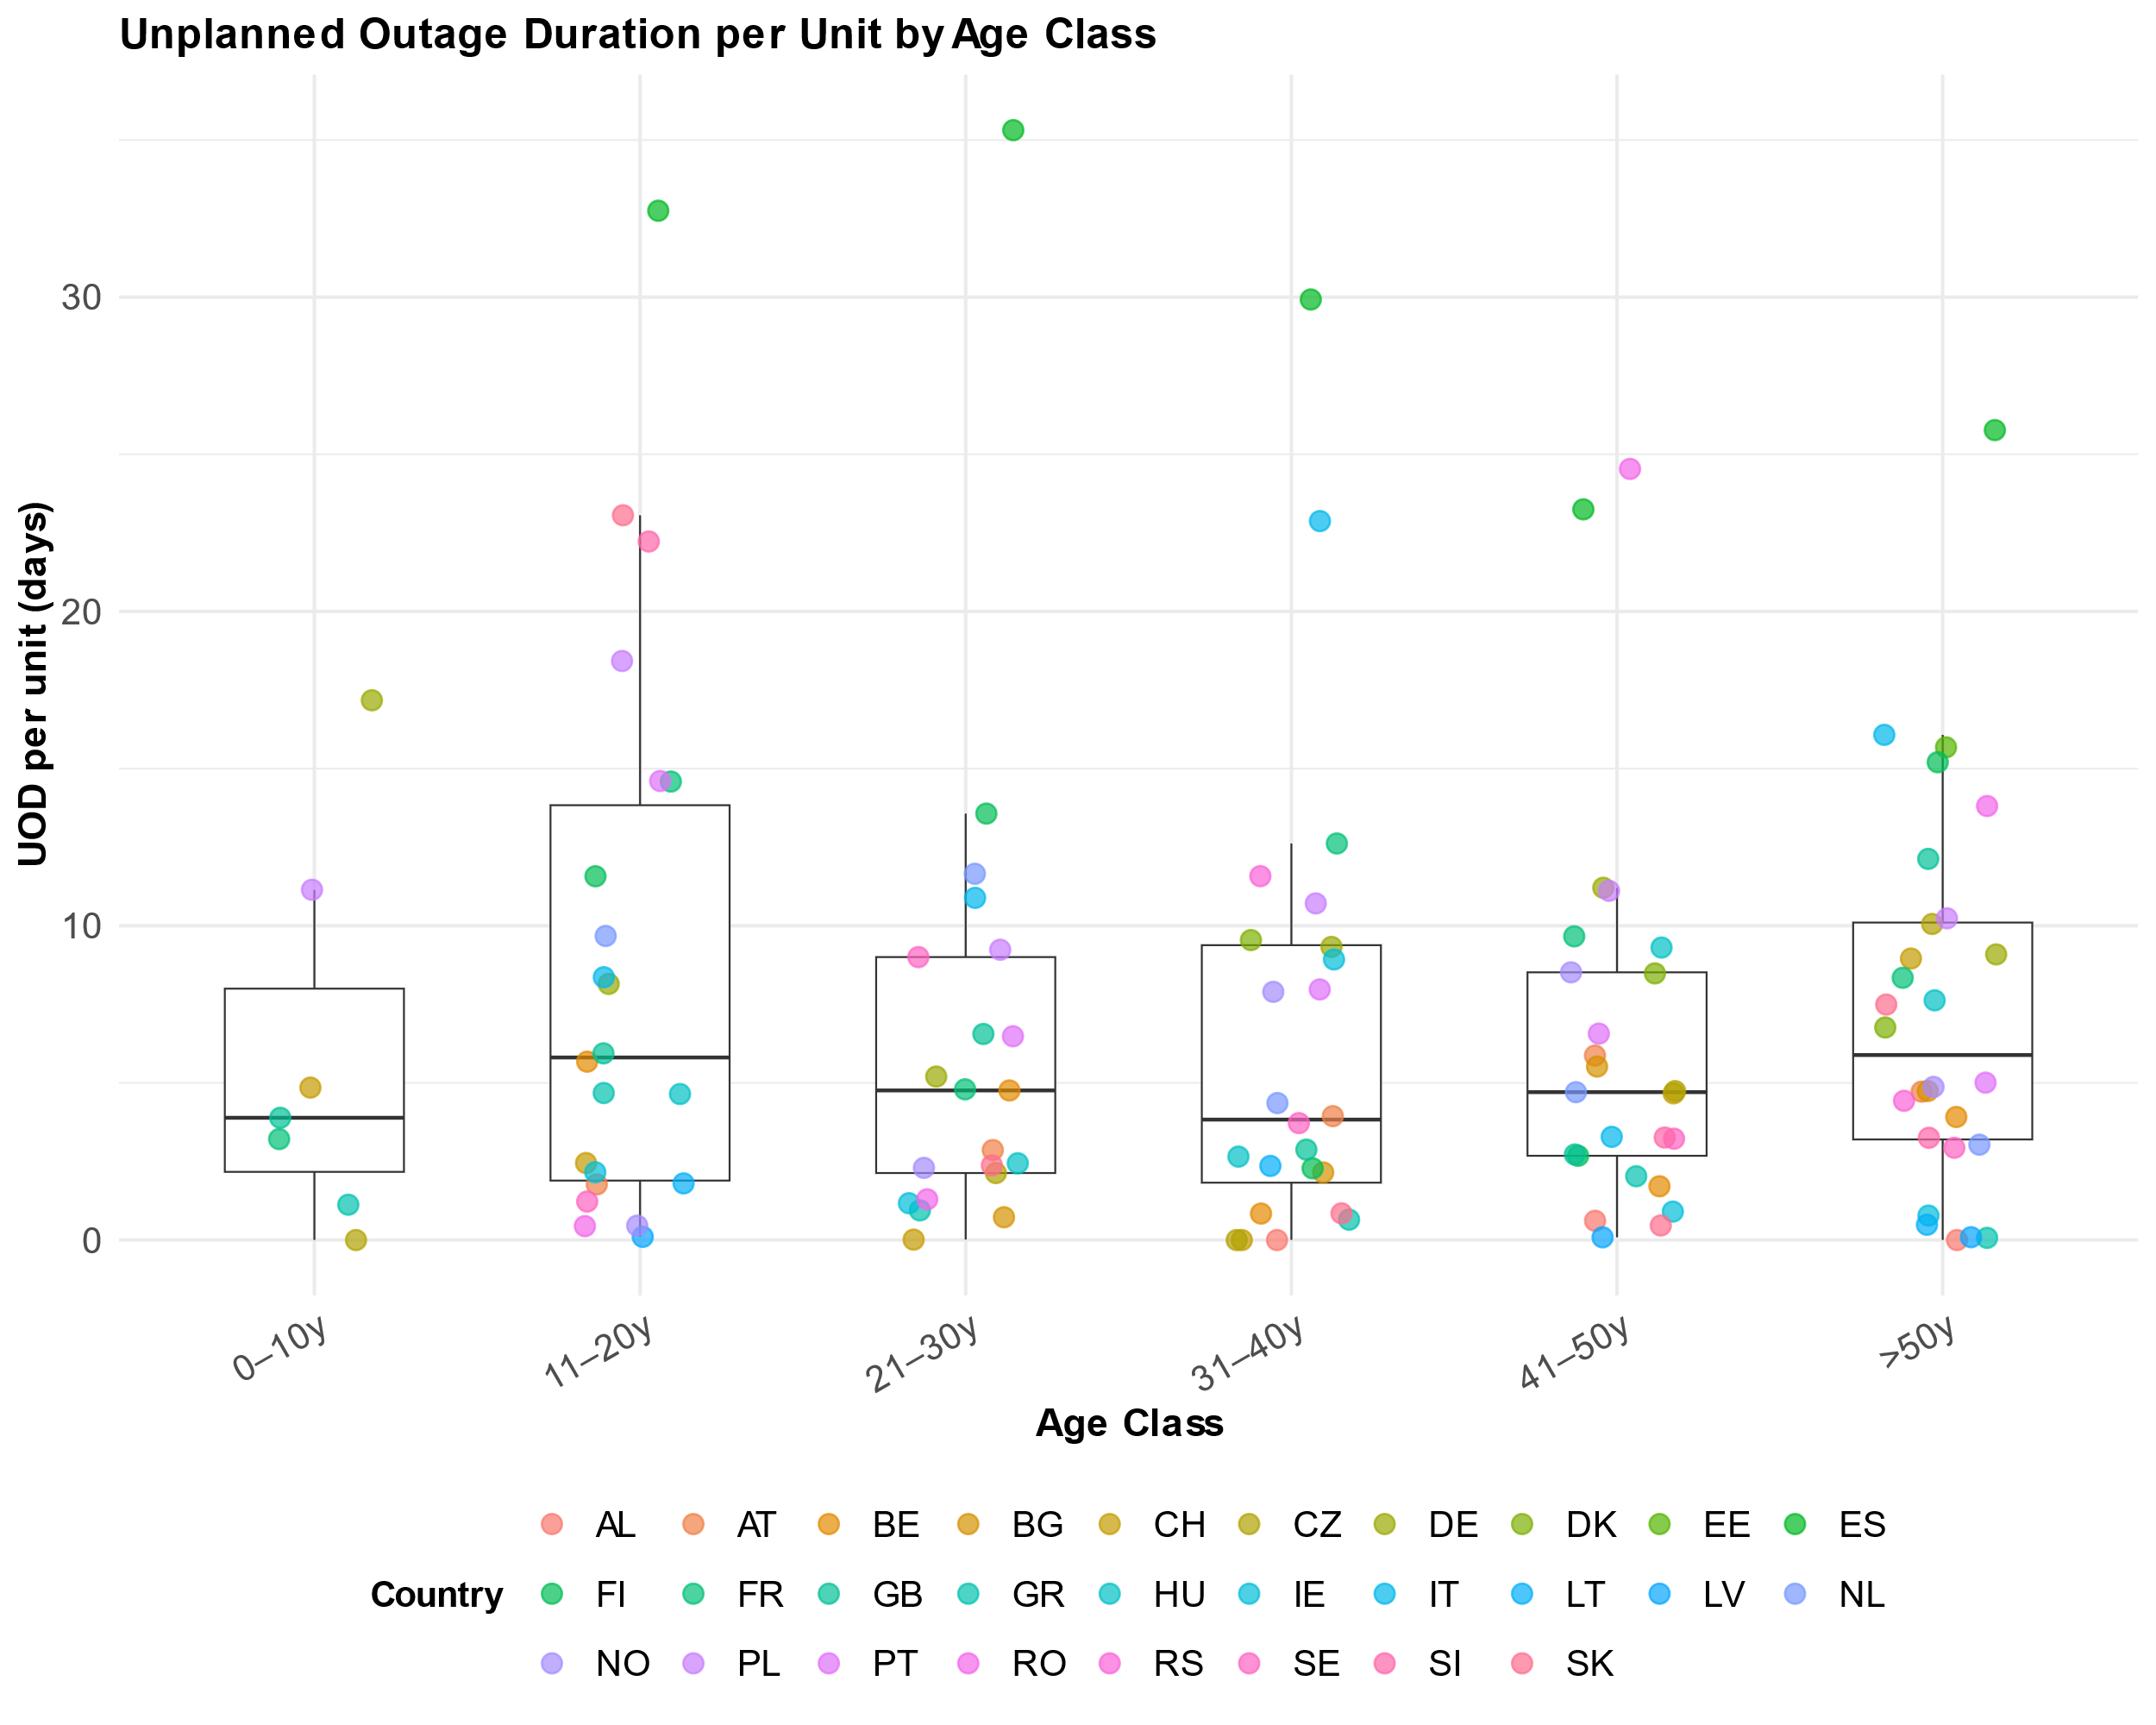 Unplanned Outage Duration per Unit by Age Class
UOD per unit (days)
30
20
10
0
0–10y
11–20y
21–30y
31–40y
41–50y
>50y
Age Class
Country
AL AT BE BG CH CZ DE DK EE ES
FI FR GB GR HU IE IT LT LV NL
NO PL PT RO RS SE SI SK